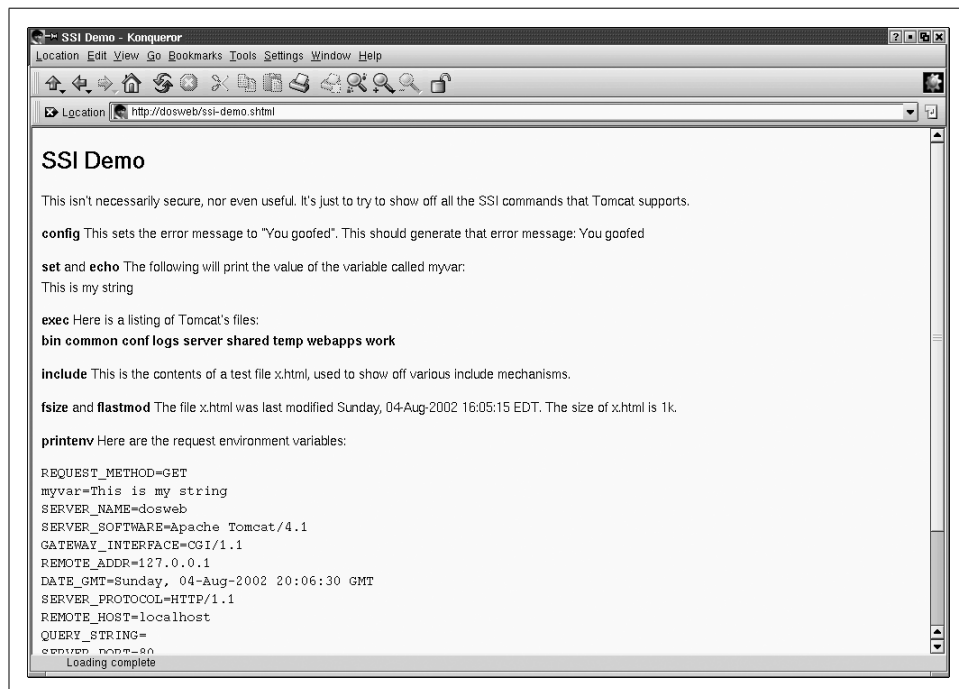 SSI Demo - Konqueror
Location Edit View Go Bookmarks Tools Settings Window Help
Location http://dosweb/ssi-demo.shtml
SSI Demo
This isn't necessarily secure, nor even useful. It's just to try to show off all the SSI commands that Tomcat supports.
config This sets the error message to "You goofed". This should generate that error message: You goofed
set and echo The following will print the value of the variable called myvar:
This is my string
exec Here is a listing of Tomcat's files:
bin common conf logs server shared temp webapps work
include This is the contents of a test file x.html, used to show off various include mechanisms.
fsize and flastmod The file x.html was last modified Sunday, 04-Aug-2002 16:05:15 EDT. The size of x.html is 1k.
printenv Here are the request environment variables:
REQUEST_METHOD=GET
myvar=This is my string
SERVER_NAME=dosweb
SERVER_SOFTWARE=Apache Tomcat/4.1
GATEWAY_INTERFACE=CGI/1.1
REMOTE_ADDR=127.0.0.1
DATE_GMT=Sunday, 04-Aug-2002 20:06:30 GMT
SERVER_PROTOCOL=HTTP/1.1
REMOTE_HOST=localhost
QUERY_STRING=
SERVER_PORT=80
Loading complete